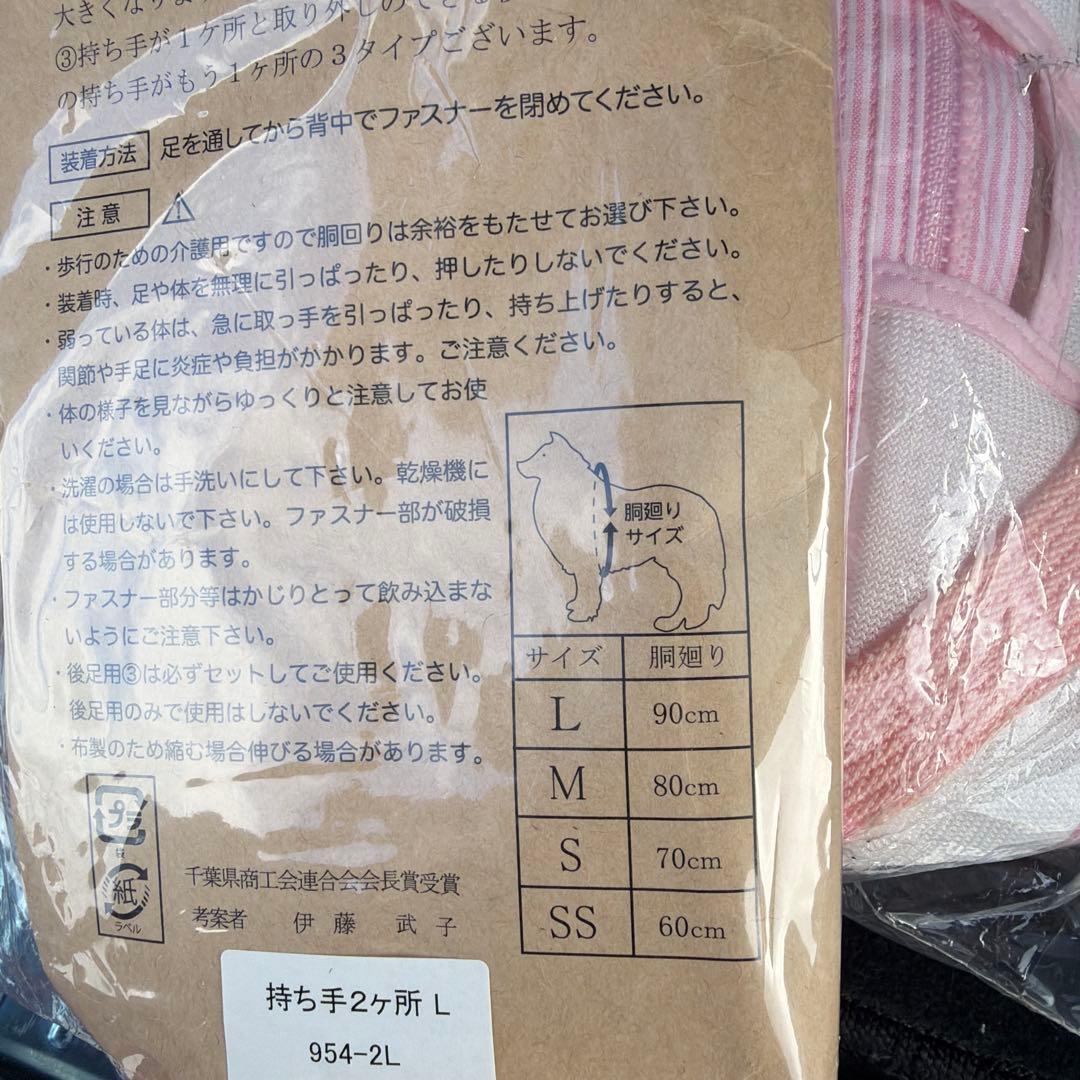 大きくなりま
③持ち手が1ケ所と取り外しのできる
の持ち手がもう1ヶ所の3タイプございます。
装着方法 足を通してから背中でファスナーを閉めてください。
注意
・歩行のための介護用ですので胴回りは余裕をもたせてお選び下さい。
・装着時、足や体を無理に引っぱったり、押したりしないでください。
・弱っている体は、急に取っ手を引っぱったり、持ち上げたりすると、
関節や手足に炎症や負担がかかります。ご注意ください。
・体の様子を見ながらゆっくりと注意してお使
いください。
・洗濯の場合は手洗いにして下さい。乾燥機に
は使用しないで下さい。ファスナー部が破損
する場合があります。
・ファスナー部分等はかじりとって飲み込まな
いようにご注意下さい。
・後足用③は必ずセットしてご使用ください。
後足用のみで使用はしないでください。
・布製のため縮む場合伸びる場合があります。
胴廻り
サイズ
サイズ 胴廻り
L 90cm
M 80cm
S 70cm
SS 60cm
プラ
袋
紙
ラベル
千葉県商工会連合会会長賞受賞
考案者 伊藤 武子
持ち手2ヶ所 L
954-2L